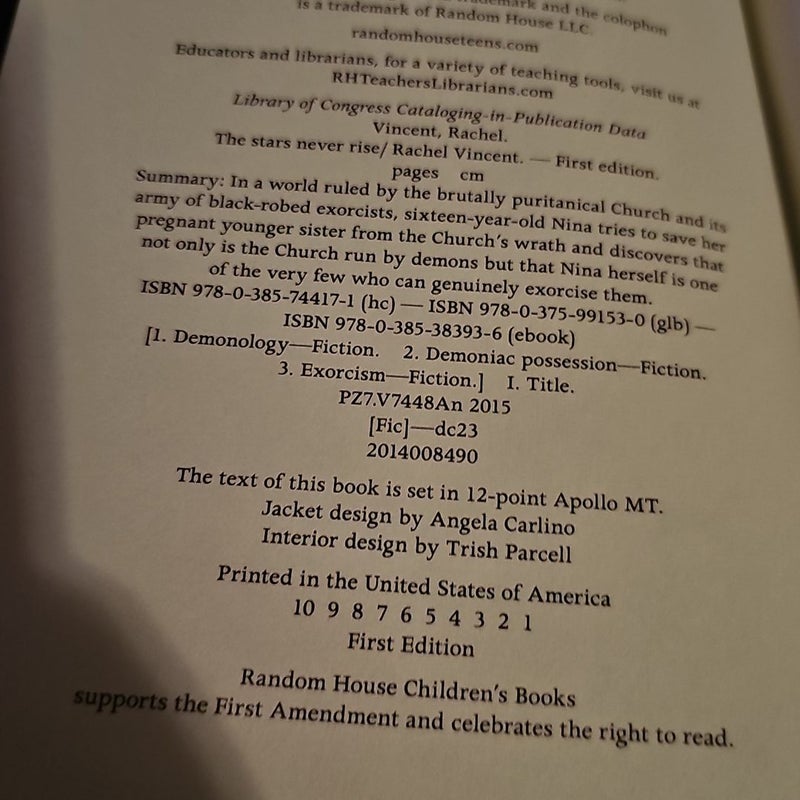 trademark and the colophon
is a trademark of Random House LLC.
randomhouseteens.com
Educators and librarians, for a variety of teaching tools, visit us at
RHTeachersLibrarians.com
Library of Congress Cataloging-in-Publication Data
Vincent, Rachel.
The stars never rise/ Rachel Vincent. — First edition.
pages cm
Summary: In a world ruled by the brutally puritanical Church and its
army of black-robed exorcists, sixteen-year-old Nina tries to save her
pregnant younger sister from the Church's wrath and discovers that
not only is the Church run by demons but that Nina herself is one
of the very few who can genuinely exorcise them.
ISBN 978-0-385-74417-1 (hc) — ISBN 978-0-375-99153-0 (glb) —
ISBN 978-0-385-38393-6 (ebook)
[1. Demonology—Fiction. 2. Demoniac possession—Fiction.
3. Exorcism—Fiction.] I. Title.
PZ7.V7448An 2015
[Fic]—dc23
2014008490
The text of this book is set in 12-point Apollo MT.
Jacket design by Angela Carlino
Interior design by Trish Parcell
Printed in the United States of America
10 9 8 7 6 5 4 3 2 1
First Edition
Random House Children's Books
supports the First Amendment and celebrates the right to read.